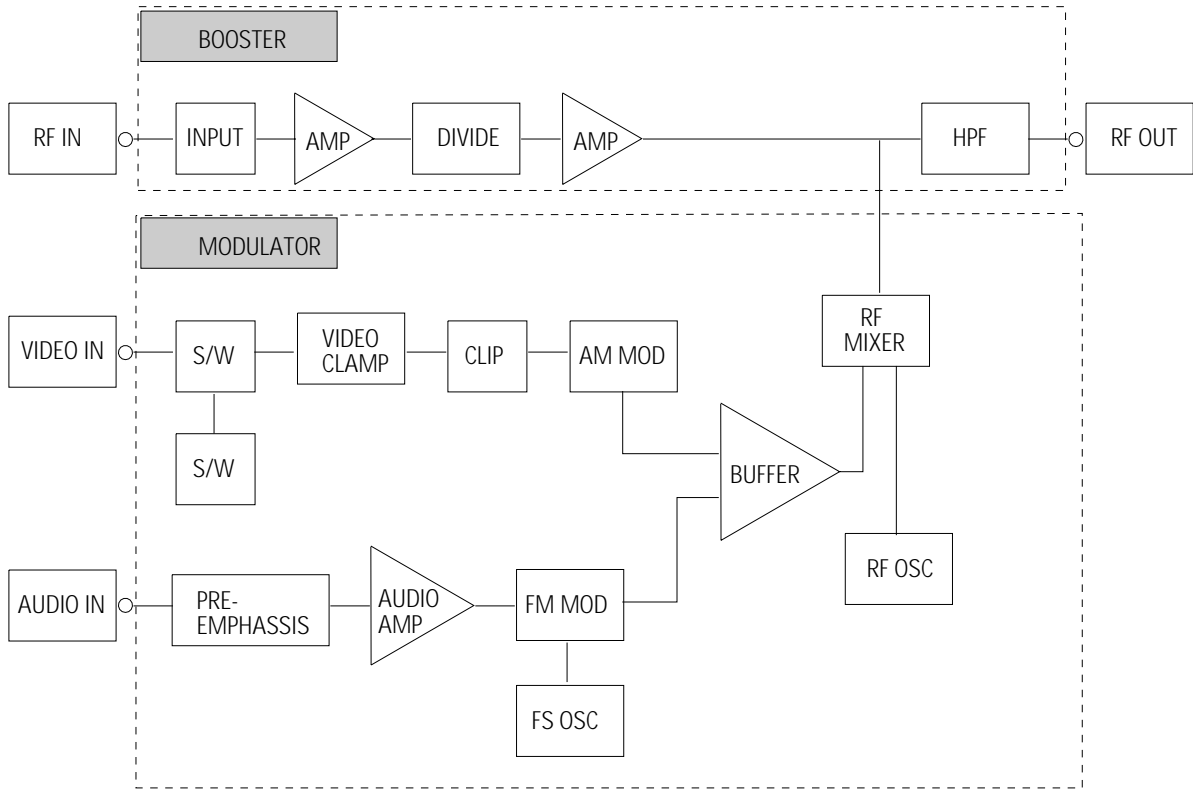 BOOSTER
RF IN
INPUT
AMP
DIVIDE
AMP
HPF
RF OUT
MODULATOR
VIDEO IN
S/W
VIDEO
CLAMP
CLIP
AM MOD
RF
MIXER
S/W
BUFFER
RF OSC
AUDIO IN
PRE-
EMPHASSIS
AUDIO
AMP
FM MOD
FS OSC